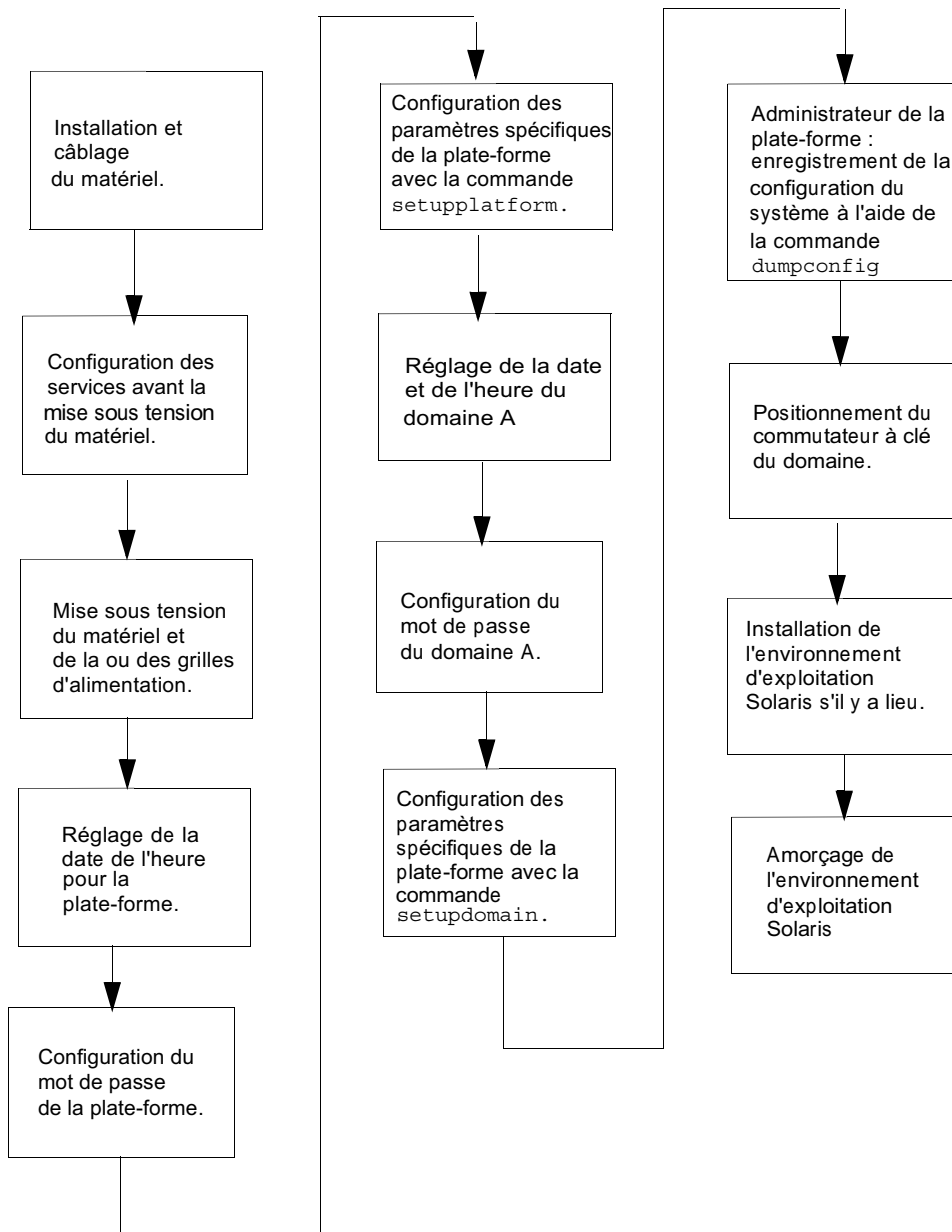 Installation et
câblage
du matériel.
Configuration des
services avant la
mise sous tension
du matériel.
Mise sous tension
du matériel et
de la ou des grilles
d'alimentation.
Réglage de la
date de l'heure
pour la
plate-forme.
Configuration du
mot de passe
de la plate-forme.
Configuration des
paramètres spécifiques
de la plate-forme
avec la commande
setupplatform.
Réglage de la date
et de l'heure du
domaine A
Configuration du
mot de passe
du domaine A.
Configuration des
paramètres
spécifiques de la
plate-forme avec la
commande
setupdomain.
Administrateur de la
plate-forme :
enregistrement de la
configuration du
système à l'aide de
la commande
dumpconfig
Positionnement du
commutateur à clé
du domaine.
Installation de
l'environnement
d'exploitation
Solaris s'il y a lieu.
Amorçage de
l'environnement
d'exploitation
Solaris